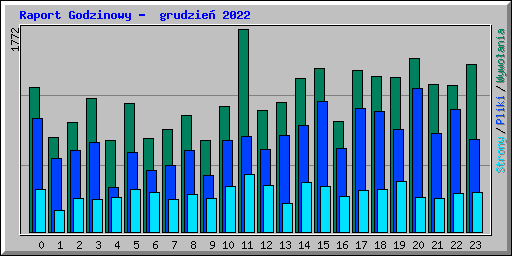 Raport Godzinowy - grudzień 2022
1772
Strony / Pliki / Wywołania
0 1 2 3 4 5 6 7 8 9 10 11 12 13 14 15 16 17 18 19 20 21 22 23